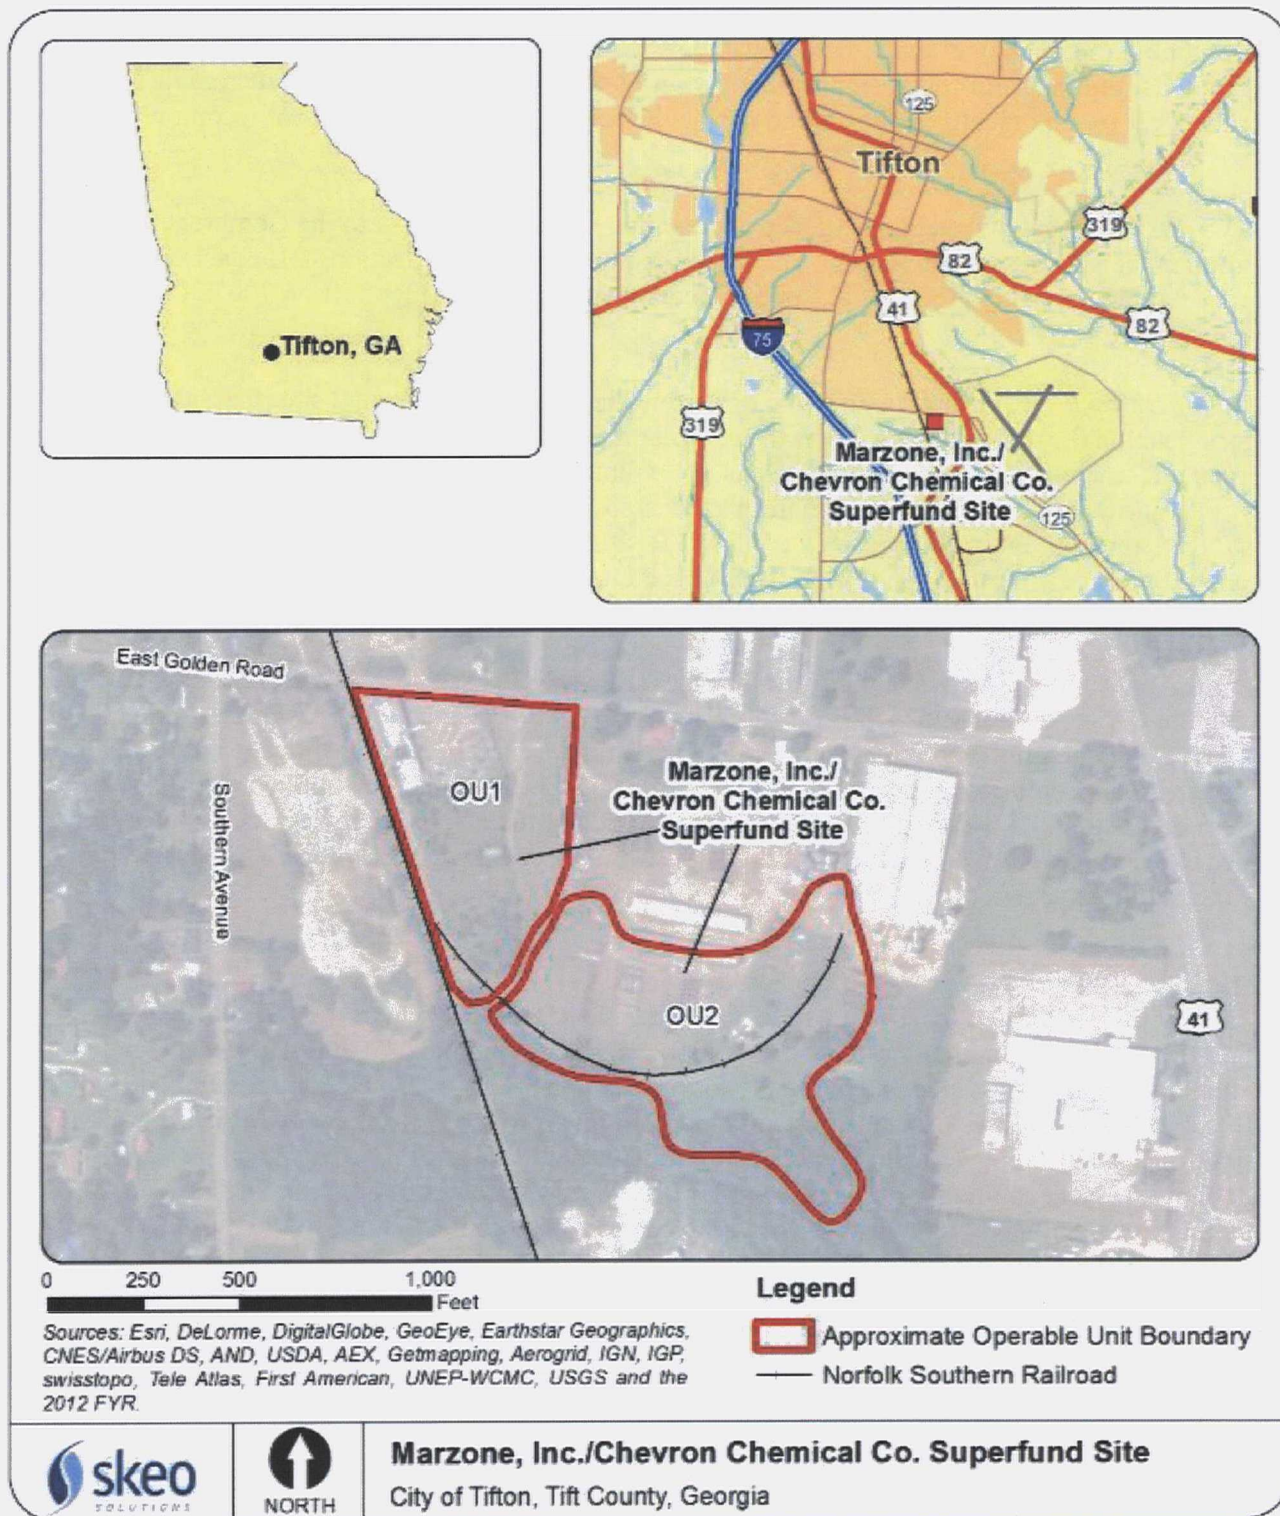 Tifton, GA
125
Tifton
319
82
41
82
75
319
Marzone, Inc./
Chevron Chemical Co.
Superfund Site
125
East Golden Road
Southern Avenue
OU1
Marzone, Inc./
Chevron Chemical Co.
Superfund Site
OU2
41
0 250 500 1,000
Feet
Sources: Esri, DeLorme, DigitalGlobe, GeoEye, Earthstar Geographics,
CNES/Airbus DS, AND, USDA, AEX, Getmapping, Aerogrid, IGN, IGP,
swisstopo, Tele Atlas, First American, UNEP-WCMC, USGS and the
2012 FYR.
Legend
Approximate Operable Unit Boundary
Norfolk Southern Railroad
skeo
SOLUTIONS
NORTH
Marzone, Inc./Chevron Chemical Co. Superfund Site
City of Tifton, Tift County, Georgia